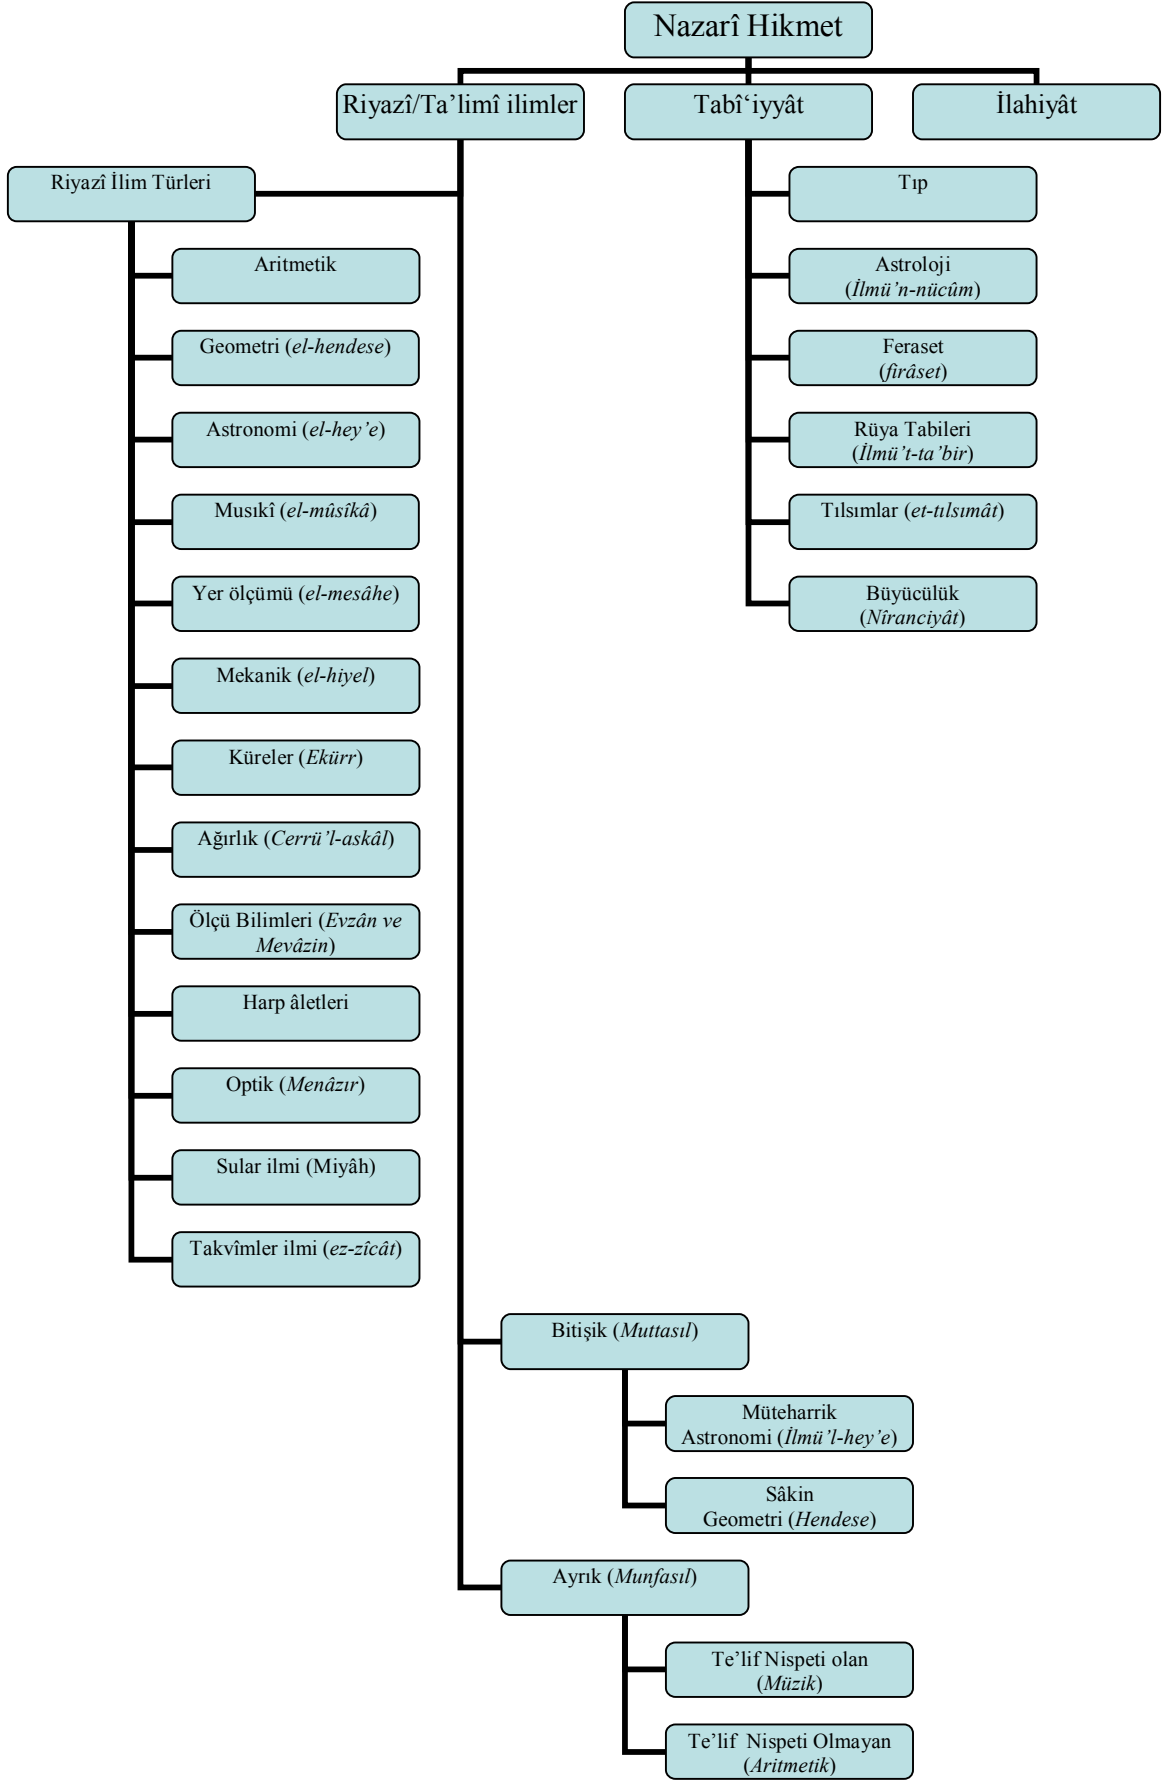 Nazarî Hikmet
Riyazî/Ta’limî ilimler
Tabî‘iyyât
İlahiyât
Riyazî İlim Türleri
Aritmetik
Geometri (el-hendese)
Astronomi (el-hey’e)
Musıkî (el-mûsîkâ)
Yer ölçümü (el-mesâhe)
Mekanik (el-hiyel)
Küreler (Ekürr)
Ağırlık (Cerrü’l-askâl)
Ölçü Bilimleri (Evzân ve
Mevâzin)
Harp âletleri
Optik (Menâzır)
Sular ilmi (Miyâh)
Takvîmler ilmi (ez-zîcât)
Bitişik (Muttasıl)
Müteharrik
Astronomi (İlmü’l-hey’e)
Sâkin
Geometri (Hendese)
Ayrık (Munfasıl)
Te’lif Nispeti olan
(Müzik)
Te’lif  Nispeti Olmayan
(Aritmetik)
Tıp
Astroloji
(İlmü’n-nücûm)
Feraset
(firâset)
Rüya Tabileri
(İlmü’t-ta’bir)
Tılsımlar (et-tılsımât)
Büyücülük
(Nîranciyât)